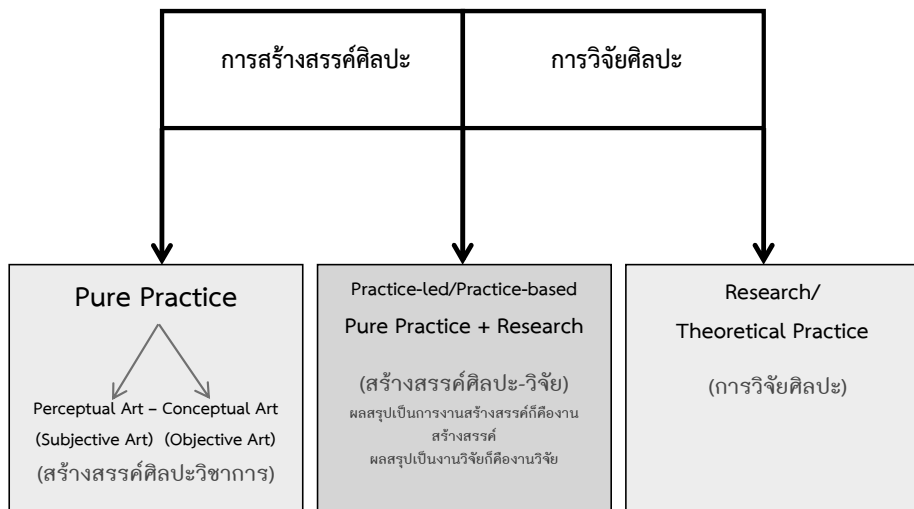 การสร้างสรรค์ศิลปะ
การวิจัยศิลปะ
Pure Practice
Perceptual Art – Conceptual Art
(Subjective Art) (Objective Art)
(สร้างสรรค์ศิลปะวิชาการ)
Practice-led/Practice-based
Pure Practice + Research
(สร้างสรรค์ศิลปะ-วิจัย)
ผลสรุปเป็นการงานสร้างสรรค์ก็คืองาน
สร้างสรรค์
ผลสรุปเป็นงานวิจัยก็คืองานวิจัย
Research/
Theoretical Practice
(การวิจัยศิลปะ)